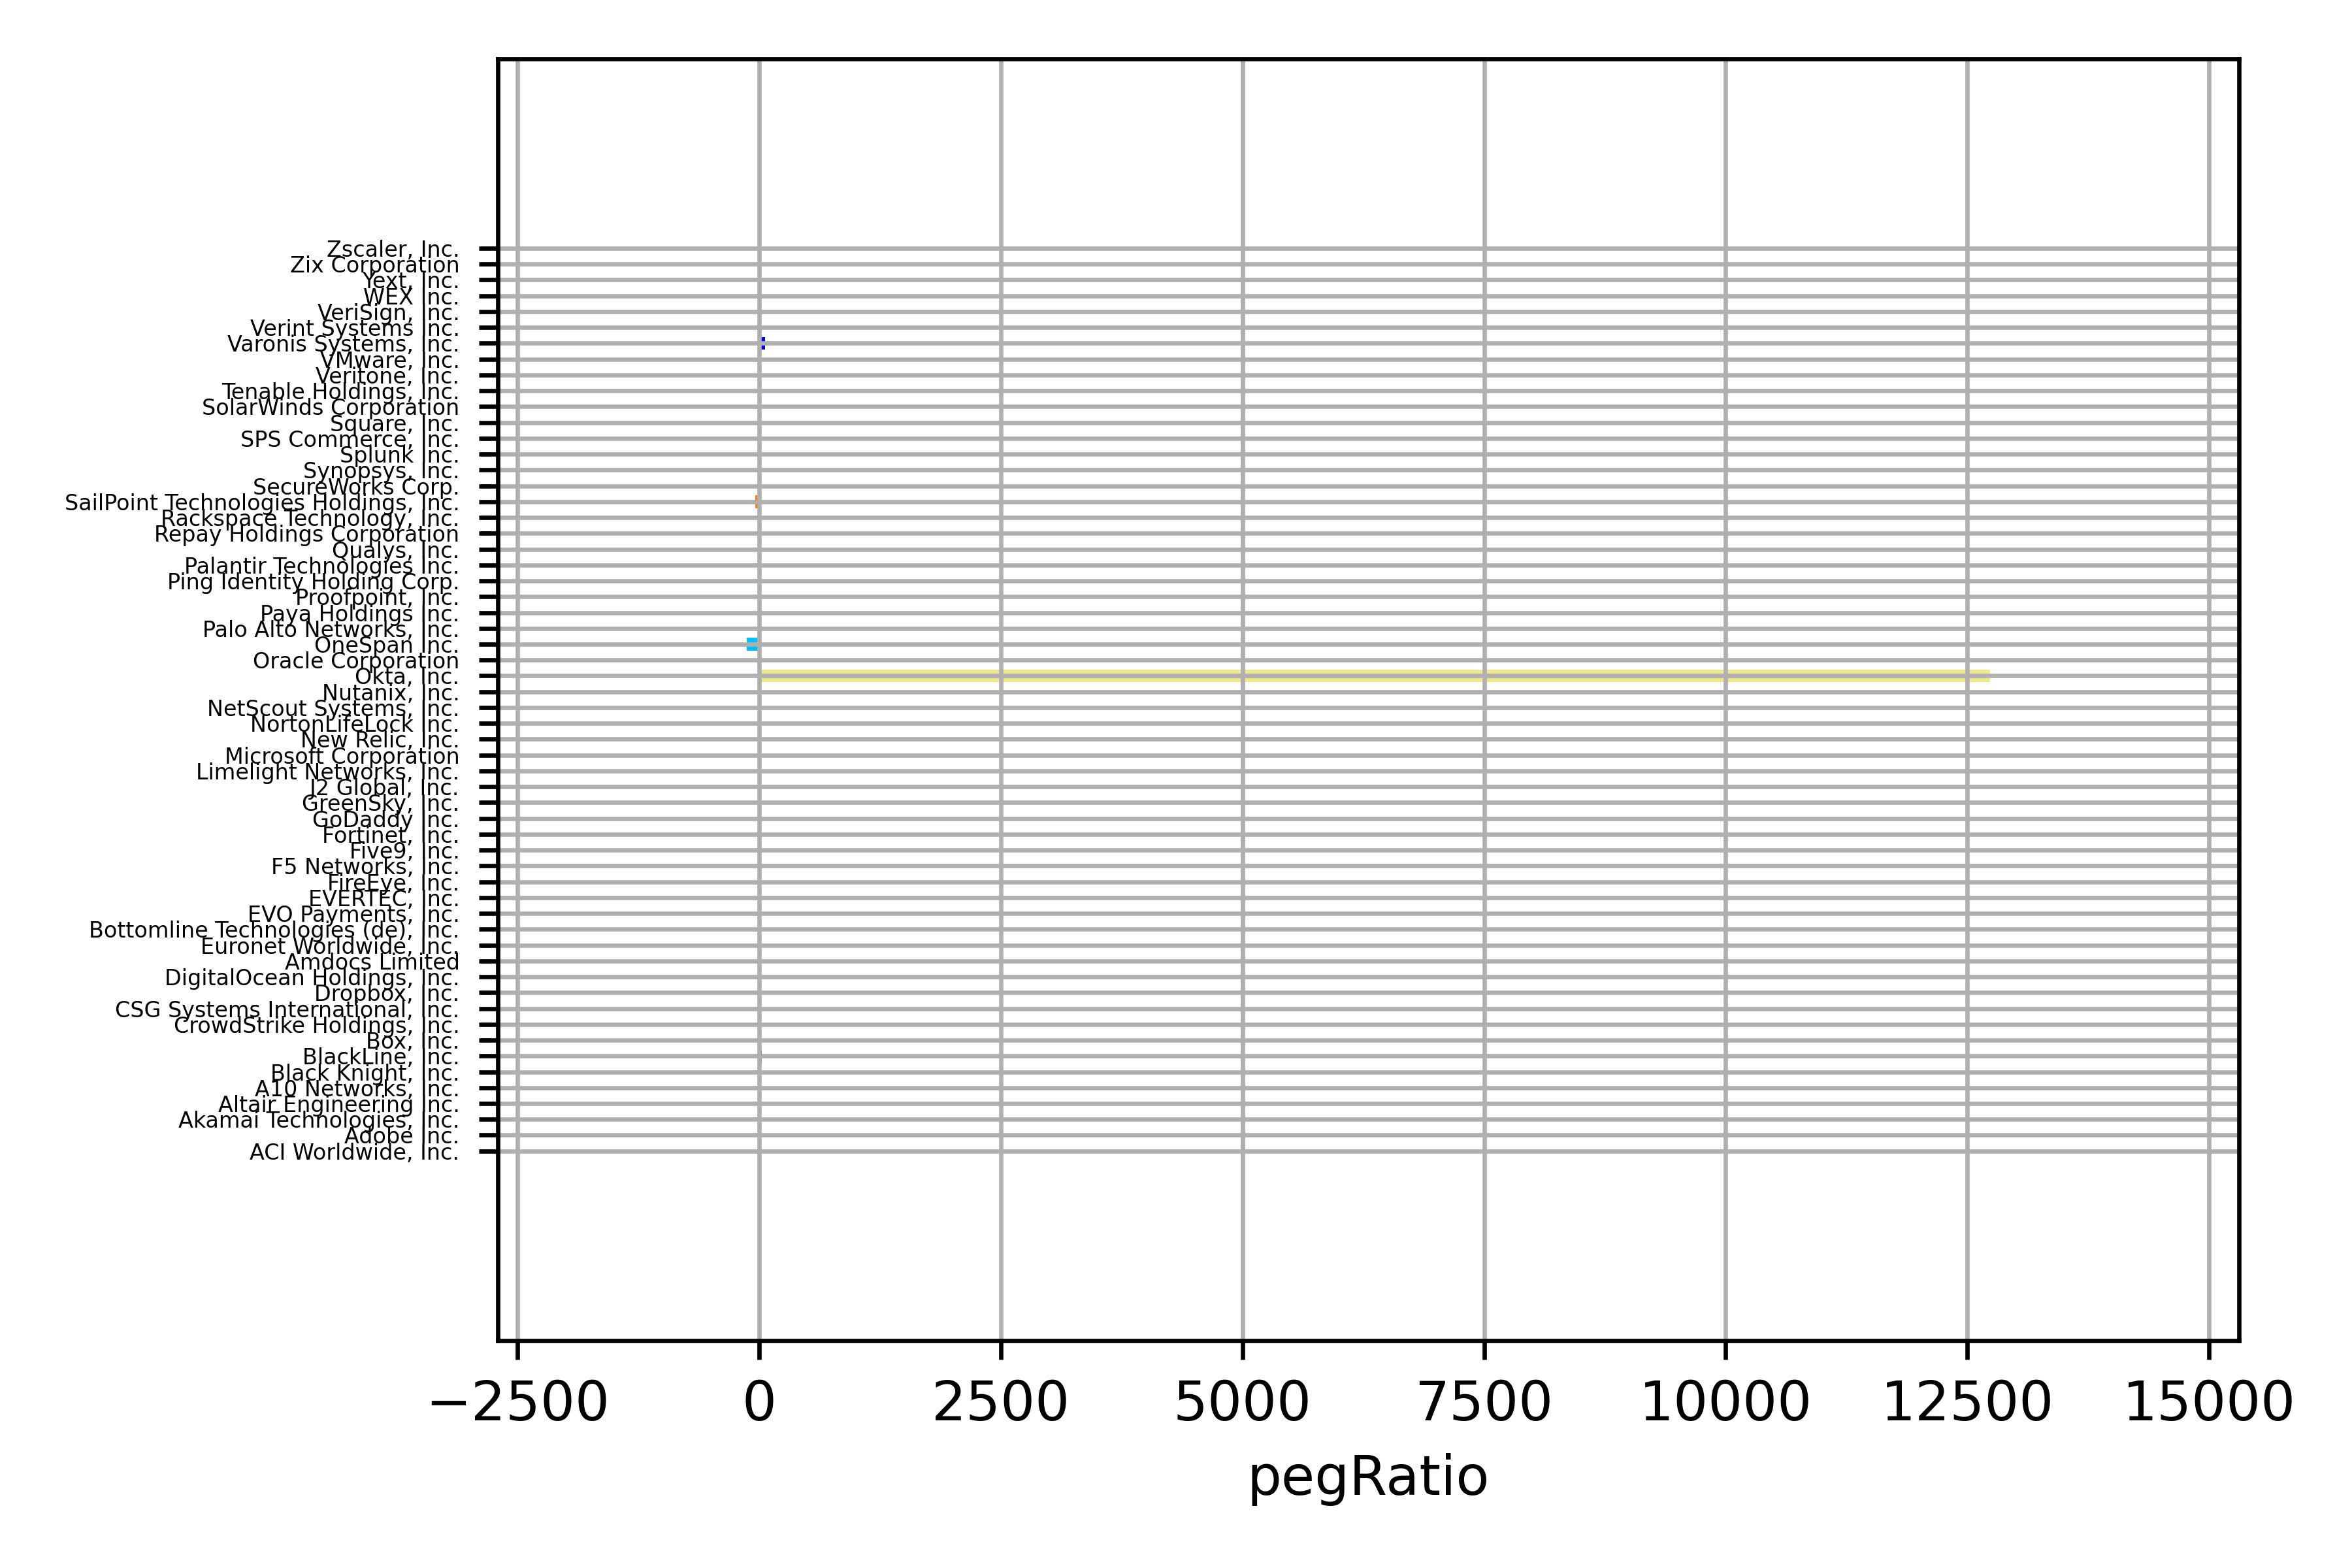 Zscaler, Inc.
Zix Corporation
Yext, Inc.
WEX Inc.
VeriSign, Inc.
Verint Systems Inc.
Varonis Systems, Inc.
VMware, Inc.
Veritone, Inc.
Tenable Holdings, Inc.
SolarWinds Corporation
Square, Inc.
SPS Commerce, Inc.
Splunk Inc.
Synopsys, Inc.
SecureWorks Corp.
SailPoint Technologies Holdings, Inc.
Rackspace Technology, Inc.
Repay Holdings Corporation
Qualys, Inc.
Palantir Technologies Inc.
Ping Identity Holding Corp.
Proofpoint, Inc.
Paya Holdings Inc.
Palo Alto Networks, Inc.
OneSpan Inc.
Oracle Corporation
Okta, Inc.
Nutanix, Inc.
NetScout Systems, Inc.
NortonLifeLock Inc.
New Relic, Inc.
Microsoft Corporation
Limelight Networks, Inc.
J2 Global, Inc.
GreenSky, Inc.
GoDaddy Inc.
Fortinet, Inc.
Five9, Inc.
F5 Networks, Inc.
FireEye, Inc.
EVERTEC, Inc.
EVO Payments, Inc.
Bottomline Technologies (de), Inc.
Euronet Worldwide, Inc.
Amdocs Limited
DigitalOcean Holdings, Inc.
Dropbox, Inc.
CSG Systems International, Inc.
CrowdStrike Holdings, Inc.
Box, Inc.
BlackLine, Inc.
Black Knight, Inc.
A10 Networks, Inc.
Altair Engineering Inc.
Akamai Technologies, Inc.
Adobe Inc.
ACI Worldwide, Inc.
−2500 0 2500 5000 7500 10000 12500 15000
pegRatio